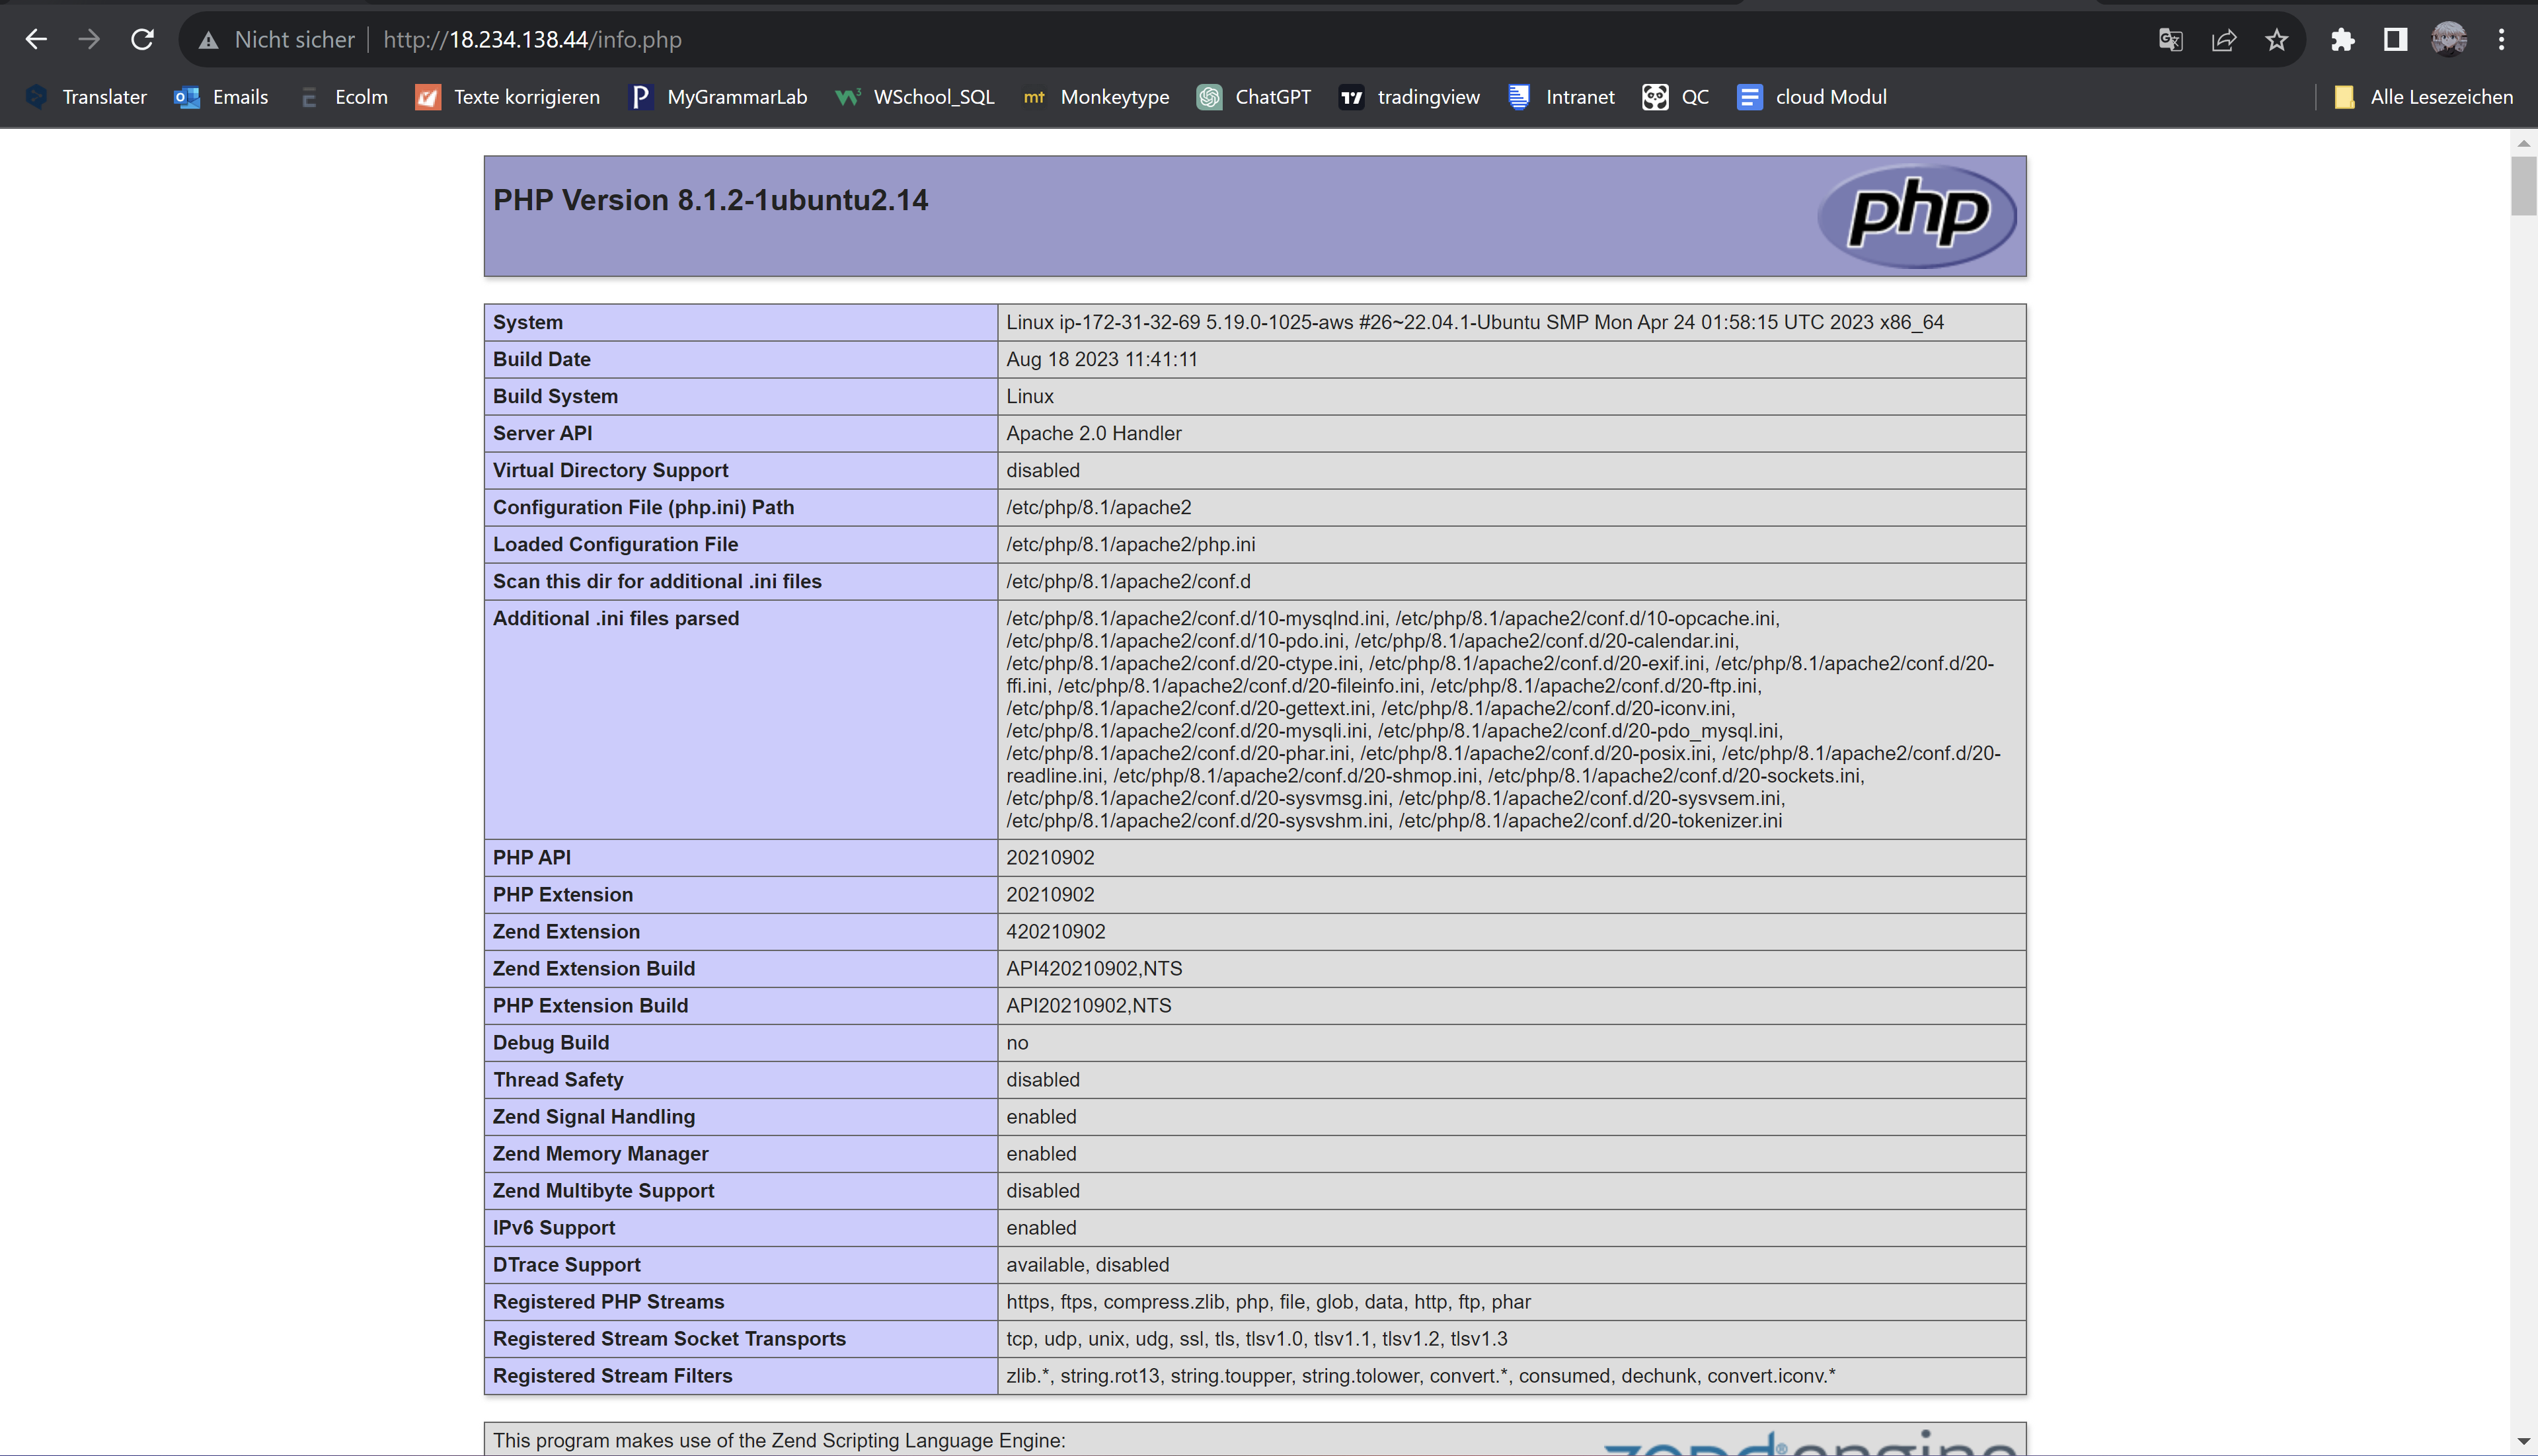 Nicht sicher http://18.234.138.44/info.php
Translater Emails Ecolm Texte korrigieren MyGrammarLab WSchool_SQL Monkeytype ChatGPT tradingview Intranet QC cloud Modul Alle Lesezeichen
PHP Version 8.1.2-1ubuntu2.14
php
System Linux ip-172-31-32-69 5.19.0-1025-aws #26~22.04.1-Ubuntu SMP Mon Apr 24 01:58:15 UTC 2023 x86_64
Build Date Aug 18 2023 11:41:11
Build System Linux
Server API Apache 2.0 Handler
Virtual Directory Support disabled
Configuration File (php.ini) Path /etc/php/8.1/apache2
Loaded Configuration File /etc/php/8.1/apache2/php.ini
Scan this dir for additional .ini files /etc/php/8.1/apache2/conf.d
Additional .ini files parsed /etc/php/8.1/apache2/conf.d/10-mysqlnd.ini, /etc/php/8.1/apache2/conf.d/10-opcache.ini,
/etc/php/8.1/apache2/conf.d/10-pdo.ini, /etc/php/8.1/apache2/conf.d/20-calendar.ini,
/etc/php/8.1/apache2/conf.d/20-ctype.ini, /etc/php/8.1/apache2/conf.d/20-exif.ini, /etc/php/8.1/apache2/conf.d/20-
ffi.ini, /etc/php/8.1/apache2/conf.d/20-fileinfo.ini, /etc/php/8.1/apache2/conf.d/20-ftp.ini,
/etc/php/8.1/apache2/conf.d/20-gettext.ini, /etc/php/8.1/apache2/conf.d/20-iconv.ini,
/etc/php/8.1/apache2/conf.d/20-mysqli.ini, /etc/php/8.1/apache2/conf.d/20-pdo_mysql.ini,
/etc/php/8.1/apache2/conf.d/20-phar.ini, /etc/php/8.1/apache2/conf.d/20-posix.ini, /etc/php/8.1/apache2/conf.d/20-
readline.ini, /etc/php/8.1/apache2/conf.d/20-shmop.ini, /etc/php/8.1/apache2/conf.d/20-sockets.ini,
/etc/php/8.1/apache2/conf.d/20-sysvmsg.ini, /etc/php/8.1/apache2/conf.d/20-sysvsem.ini,
/etc/php/8.1/apache2/conf.d/20-sysvshm.ini, /etc/php/8.1/apache2/conf.d/20-tokenizer.ini
PHP API 20210902
PHP Extension 20210902
Zend Extension 420210902
Zend Extension Build API420210902,NTS
PHP Extension Build API20210902,NTS
Debug Build no
Thread Safety disabled
Zend Signal Handling enabled
Zend Memory Manager enabled
Zend Multibyte Support disabled
IPv6 Support enabled
DTrace Support available, disabled
Registered PHP Streams https, ftps, compress.zlib, php, file, glob, data, http, ftp, phar
Registered Stream Socket Transports tcp, udp, unix, udg, ssl, tls, tlsv1.0, tlsv1.1, tlsv1.2, tlsv1.3
Registered Stream Filters zlib.*, string.rot13, string.toupper, string.tolower, convert.*, consumed, dechunk, convert.iconv.*
This program makes use of the Zend Scripting Language Engine:
zend® engine